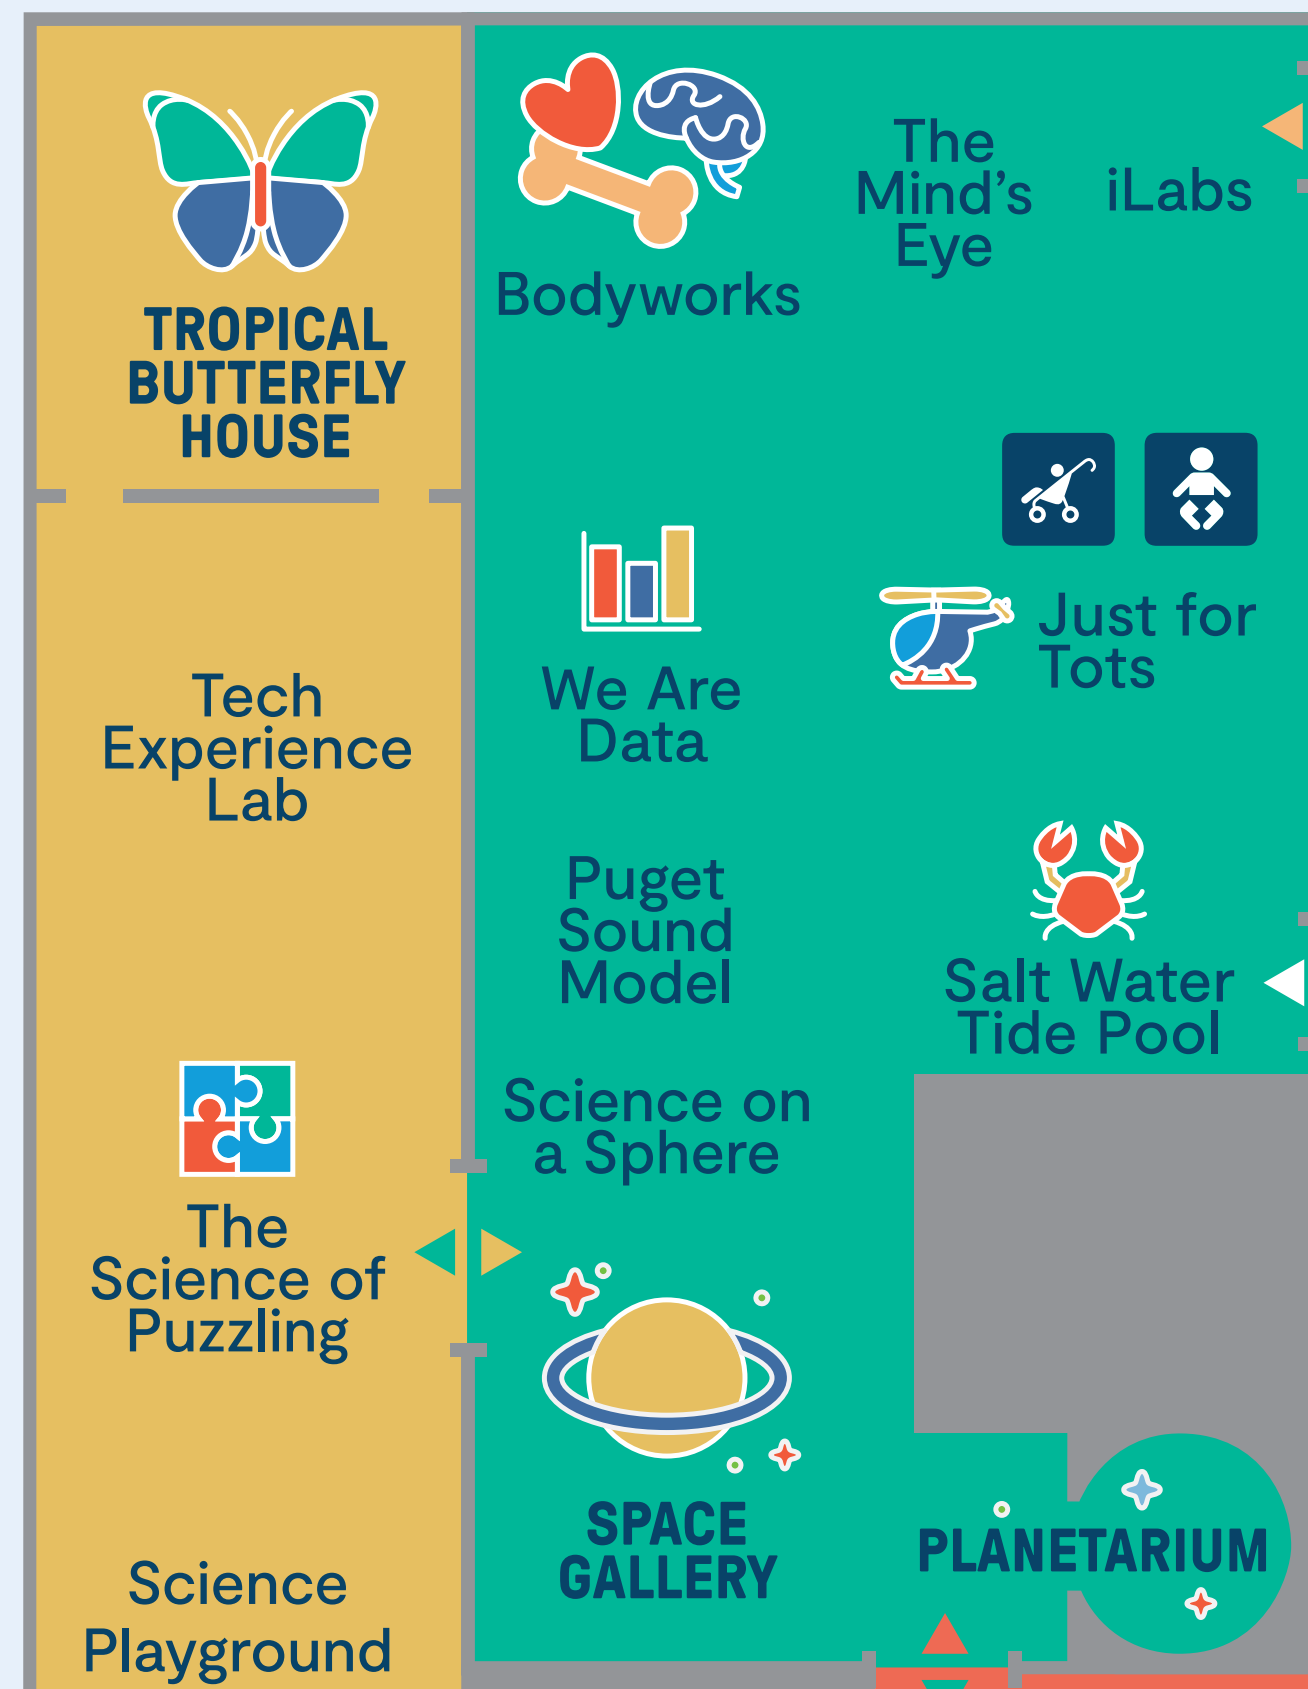 TROPICAL
BUTTERFLY
HOUSE
Tech
Experience
Lab
The
Science of
Puzzling
Science
Playground
Bodyworks
The
Mind's
Eye
iLabs
We Are
Data
Just for
Tots
Puget
Sound
Model
Salt Water
Tide Pool
Science on
a Sphere
SPACE
GALLERY
PLANETARIUM